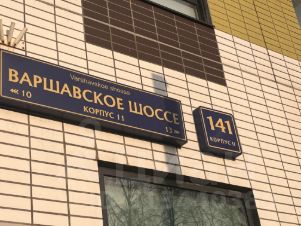 Varshavskoe shosse
ВАРШАВСКОЕ ШОССЕ
КОРПУС 11
« 10
13 »
141
КОРПУС 11